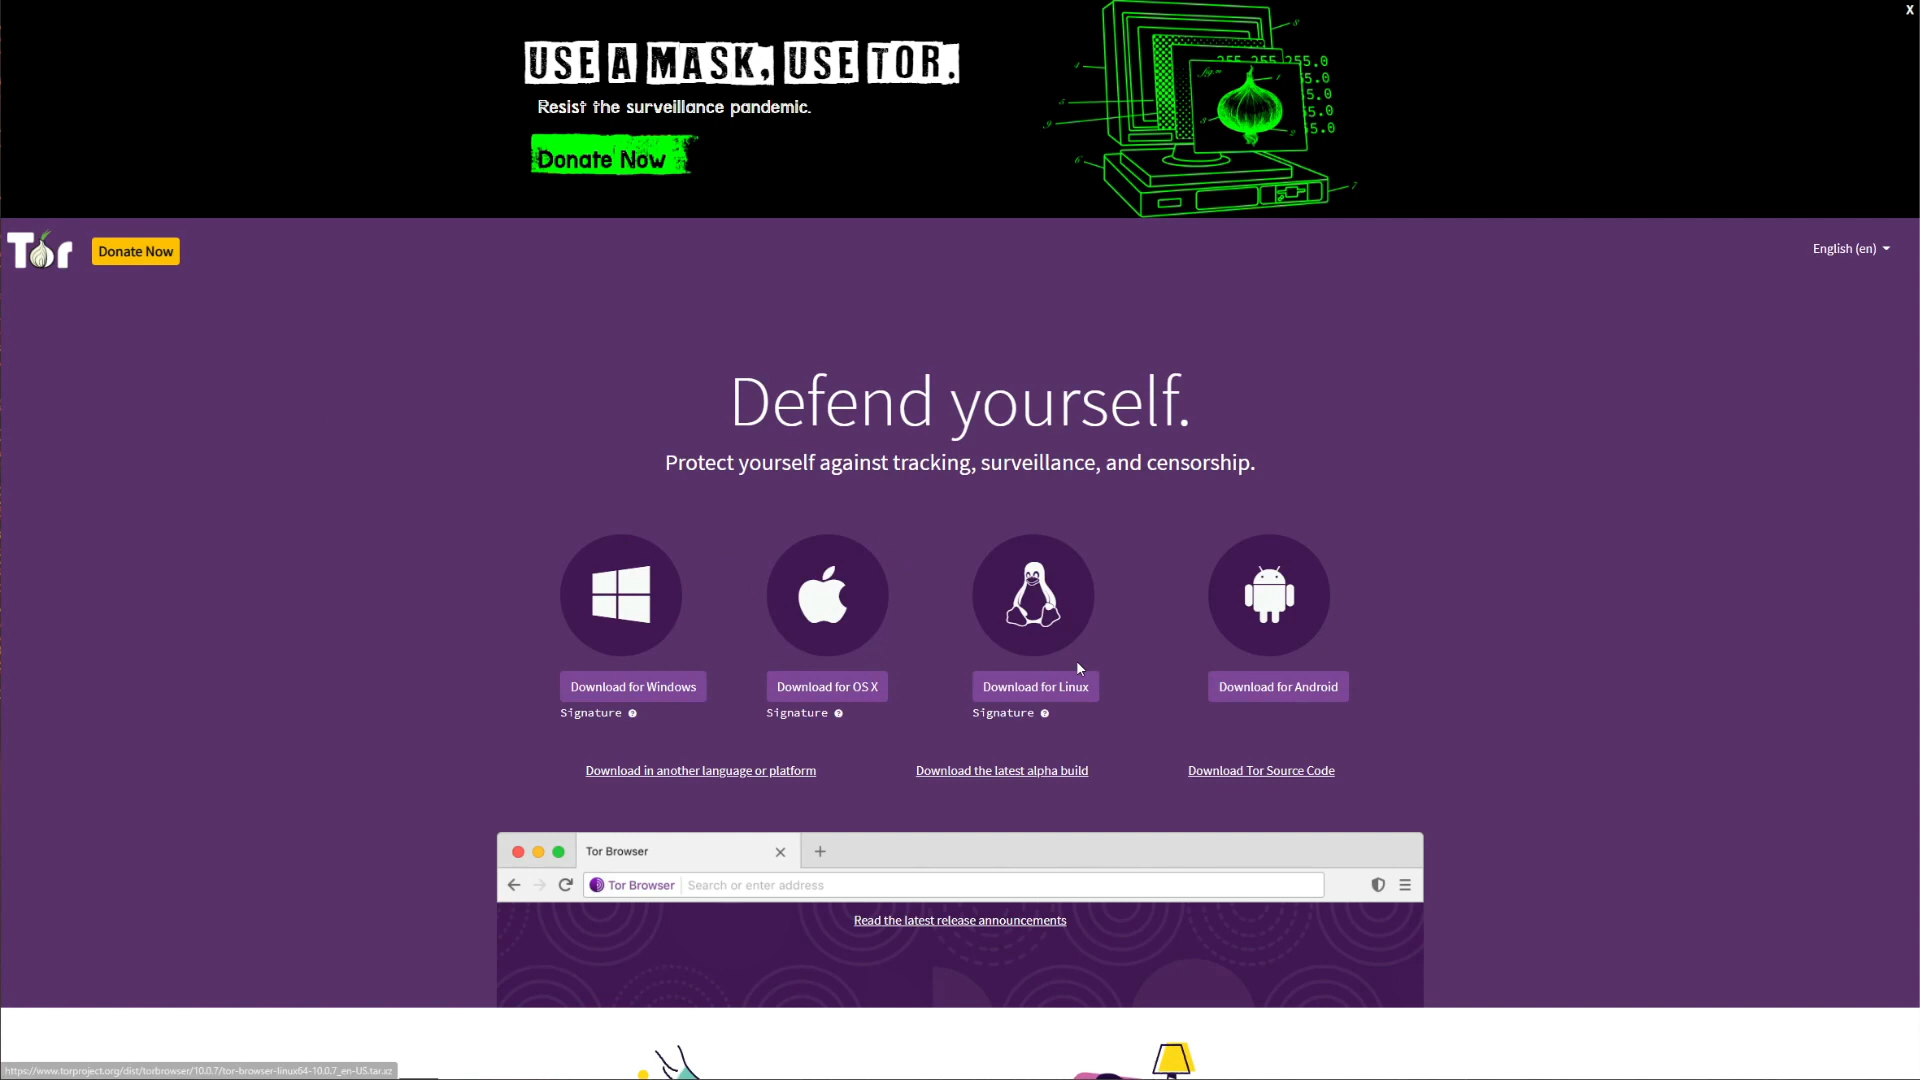 X
USE A MASK, USE TOR.
Resist the surveillance pandemic.
Donate Now
Tor
Donate Now
English (en)
Defend yourself.
Protect yourself against tracking, surveillance, and censorship.
Download for Windows
Signature
Download for OS X
Signature
Download for Linux
Signature
Download for Android
Download in another language or platform
Download the latest alpha build
Download Tor Source Code
Tor Browser
Tor Browser
Search or enter address
Read the latest release announcements
https://www.torproject.org/dist/torbrowser/10.0.7/tor-browser-linux64-10.0.7_en-US.tar.xz